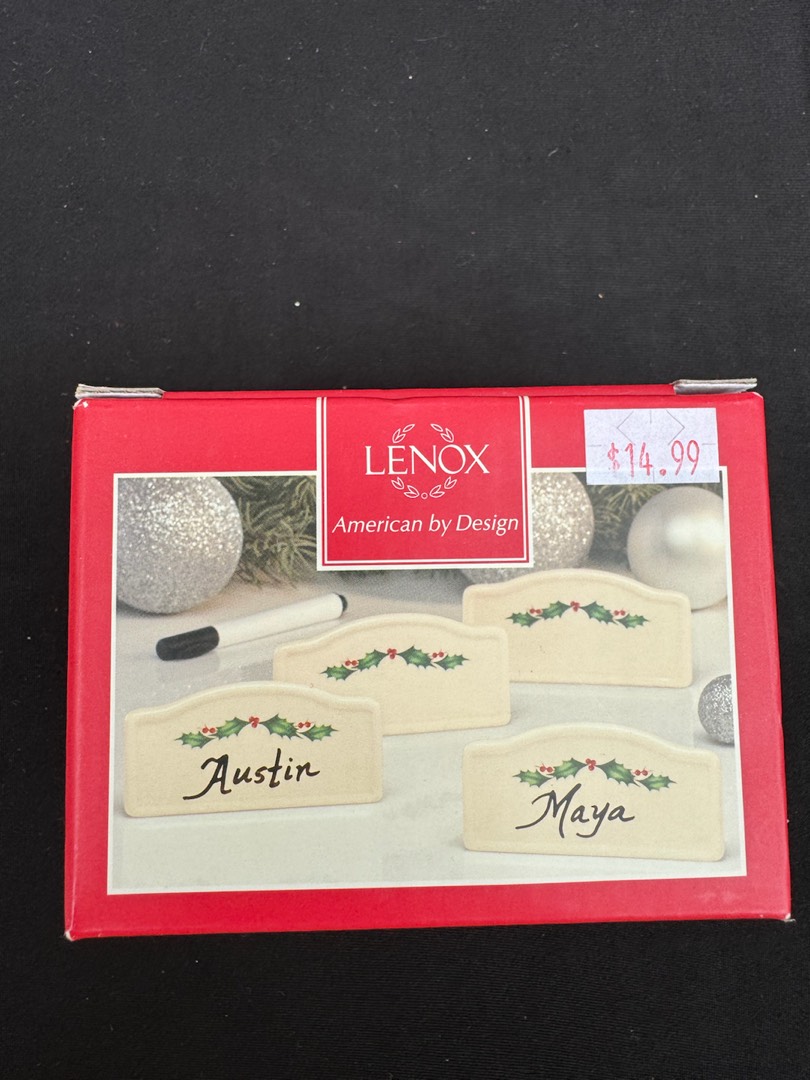 LENOX
American by Design
$14.99
Austin
Maya